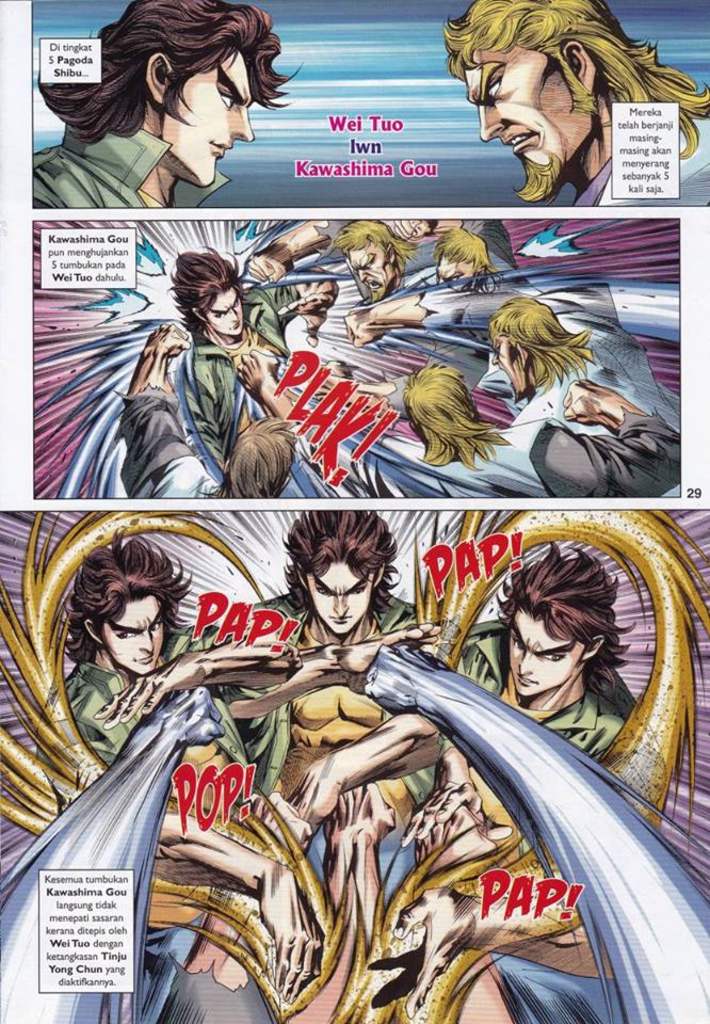 Di tingkat
5 Pagoda
Shibu...
Wei Tuo
lwn
Kawashima Gou
Mereka
telah berjanji
masing-
masing akan
menyerang
sebanyak 5
kali saja.
Kawashima Gou
pun menghujankan
5 tumbukan pada
Wei Tuo dahulu.
PLAK!
29
PAP!
PAP!
POP!
PAP!
Kesemua tumbukan
Kawashima Gou
langsung tidak
menepati sasaran
kerana ditepis oleh
Wei Tuo dengan
ketangkasan Tinju
Yong Chun yang
diaktifkannya.